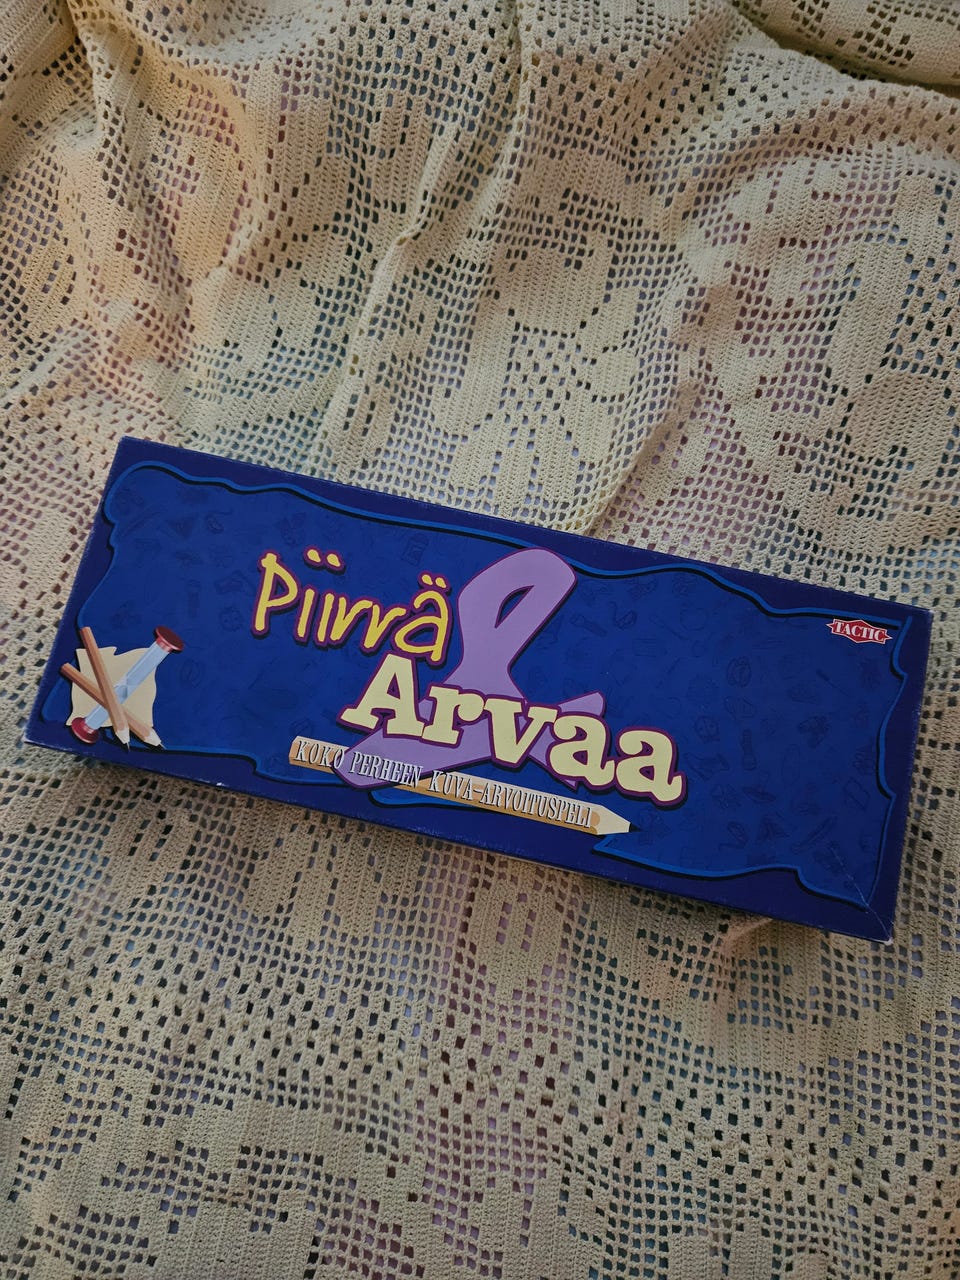 Piirrä
&
Arvaa
KOKO PERHEEN KUVA-ARVOITUSPELI
TACTIC